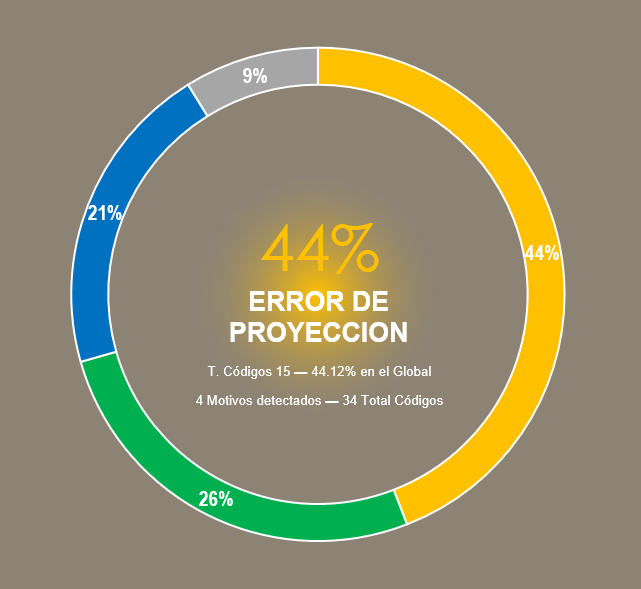 9%
21%
44%
44%
ERROR DE
PROYECCION
T. Códigos 15 — 44.12% en el Global
4 Motivos detectados — 34 Total Códigos
26%